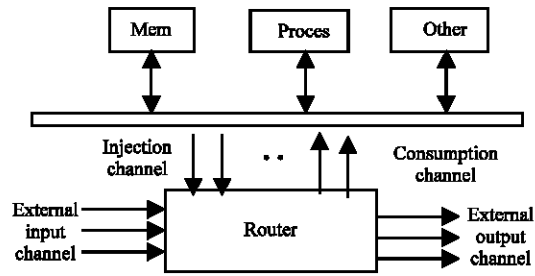 Mem
Proces
Other
Injection
channel
Consumption
channel
External
input
channel
Router
External
output
channel